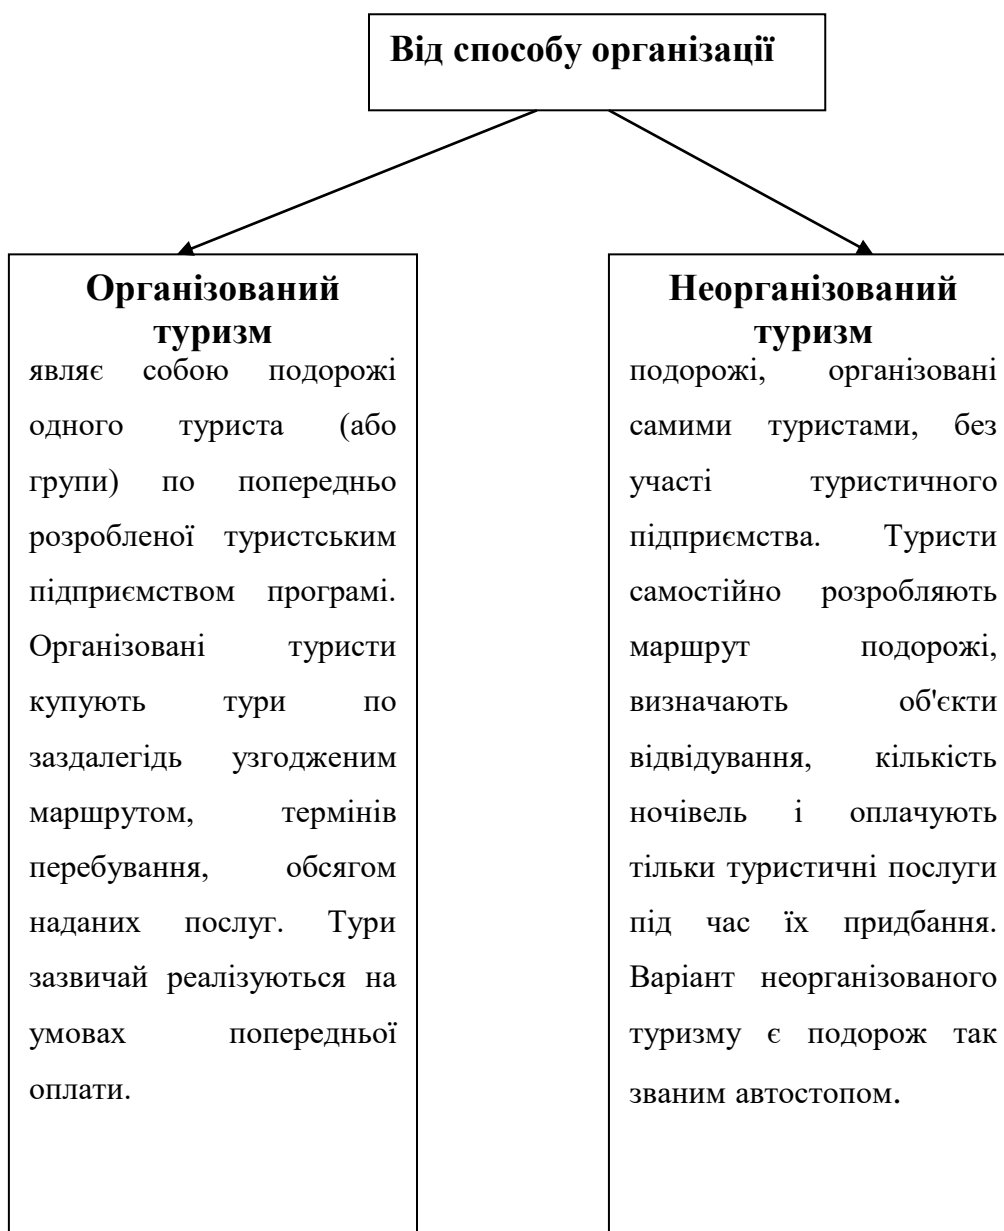 Від способу організації
Організований
туризм
являє собою подорожі
одного туриста (або
групи) по попередньо
розробленої туристським
підприємством програмі.
Організовані туристи
купують тури по
заздалегідь узгодженим
маршрутом, термінів
перебування, обсягом
наданих послуг. Тури
зазвичай реалізуються на
умовах попередньої
оплати.
Неорганізований
туризм
подорожі, організовані
самими туристами, без
участі туристичного
підприємства. Туристи
самостійно розробляють
маршрут подорожі,
визначають об'єкти
відвідування, кількість
ночівель і оплачують
тільки туристичні послуги
під час їх придбання.
Варіант неорганізованого
туризму є подорож так
званим автостопом.